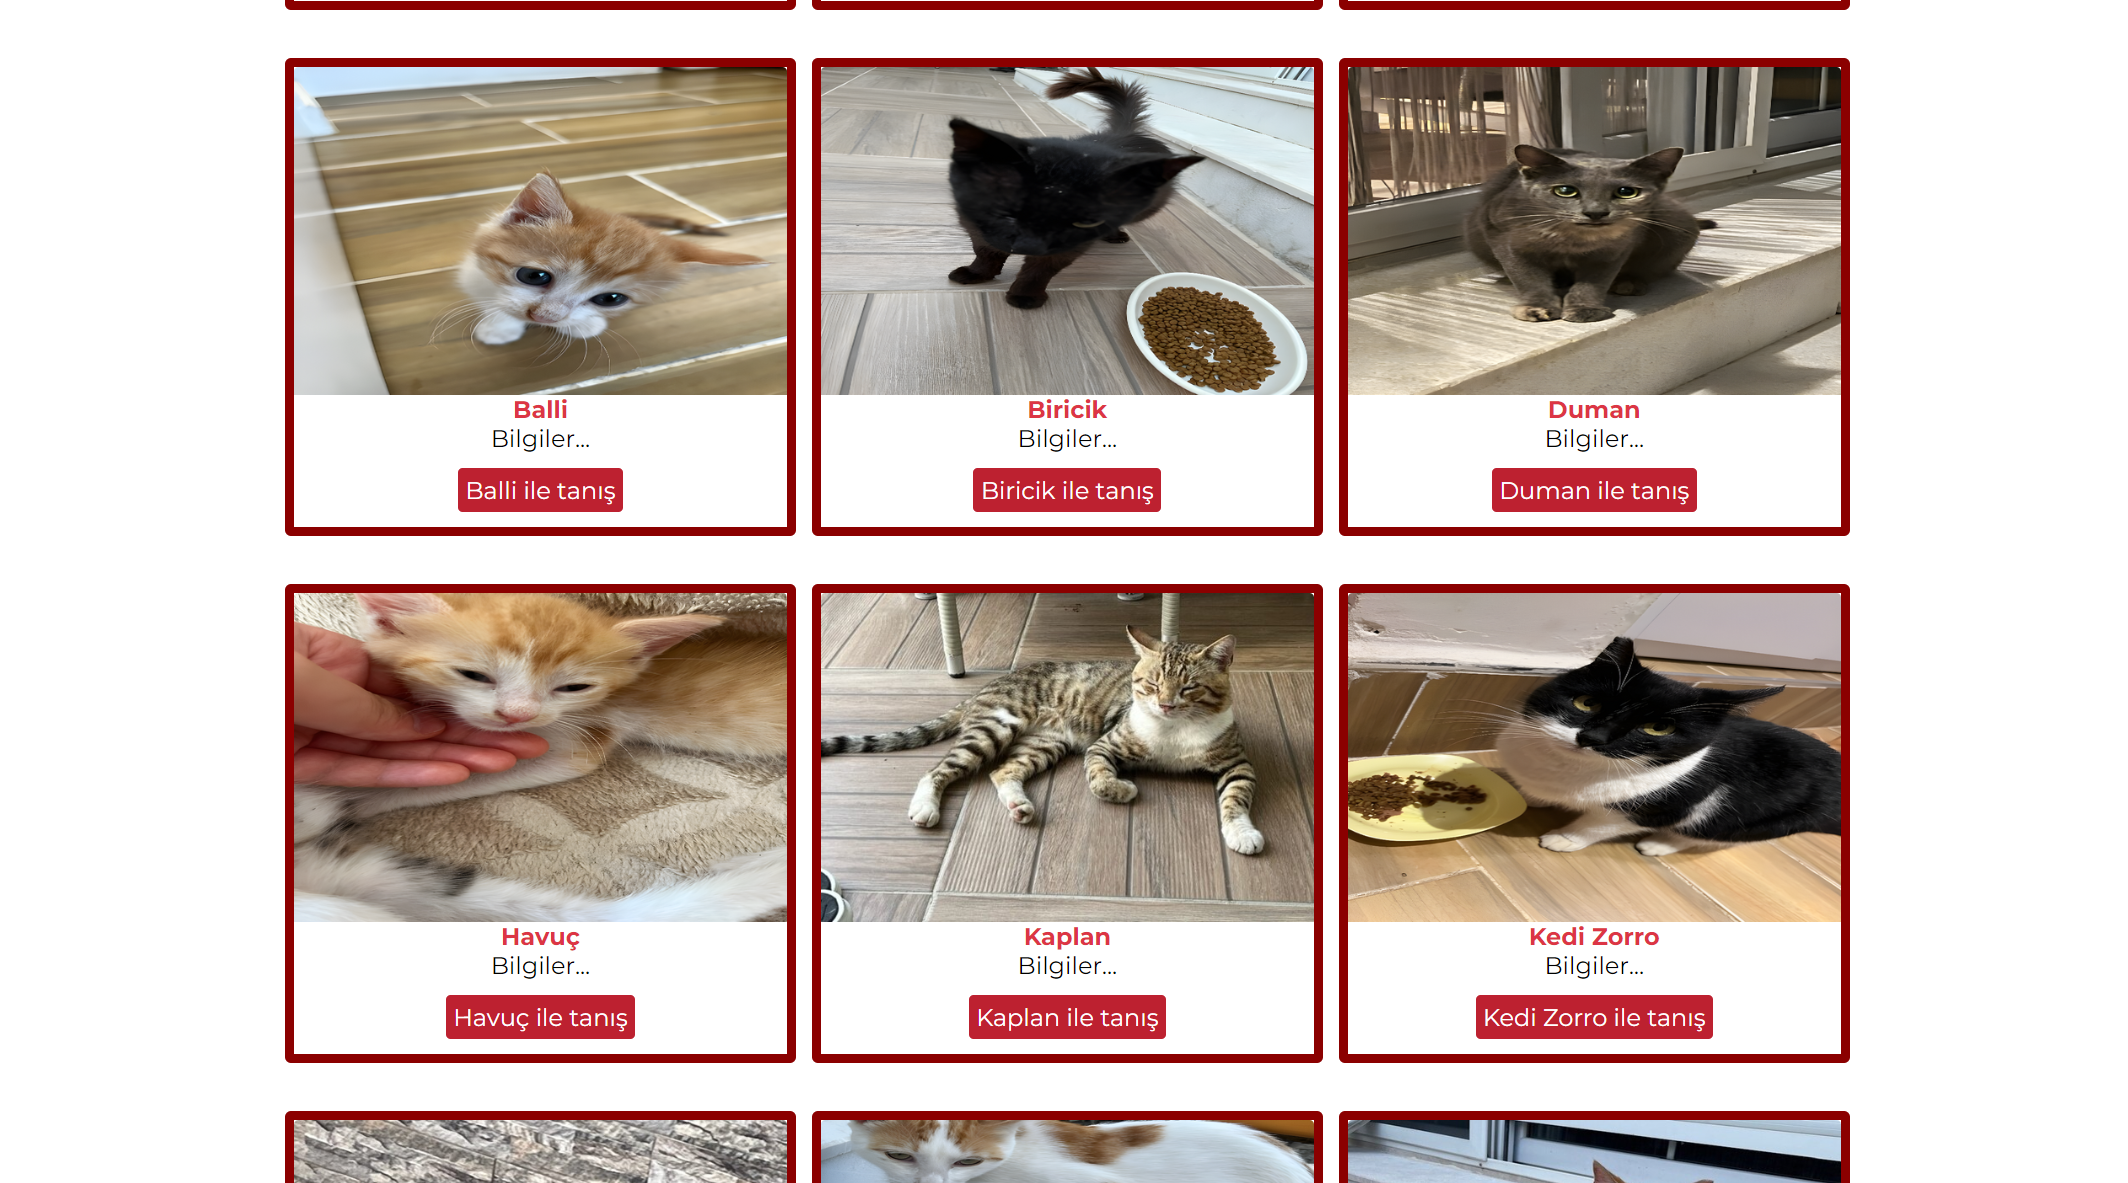 Balli
Bilgiler...
Balli ile tanış
Biricik
Bilgiler...
Biricik ile tanış
Duman
Bilgiler...
Duman ile tanış
Havuç
Bilgiler...
Havuç ile tanış
Kaplan
Bilgiler...
Kaplan ile tanış
Kedi Zorro
Bilgiler...
Kedi Zorro ile tanış